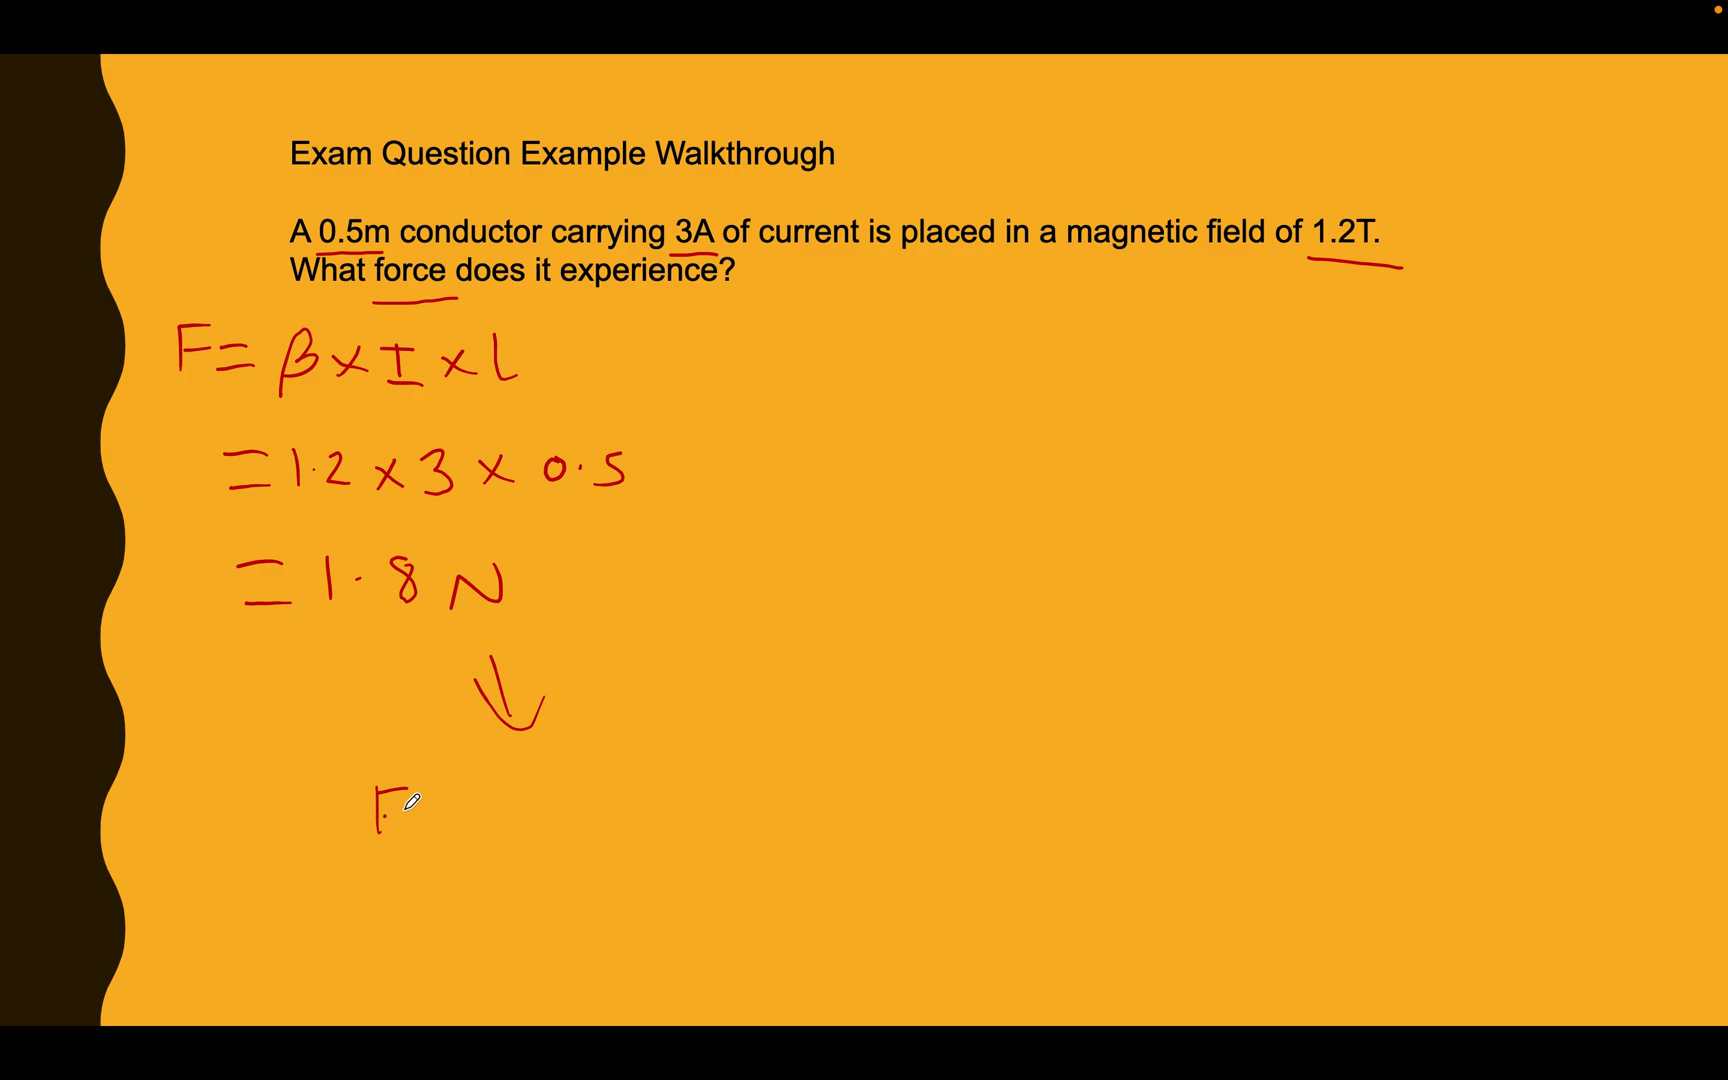 Exam Question Example Walkthrough
A 0.5m conductor carrying 3A of current is placed in a magnetic field of 1.2T.
What force does it experience?
F = β x I x L
= 1.2 x 3 x 0.5
= 1.8 N
F